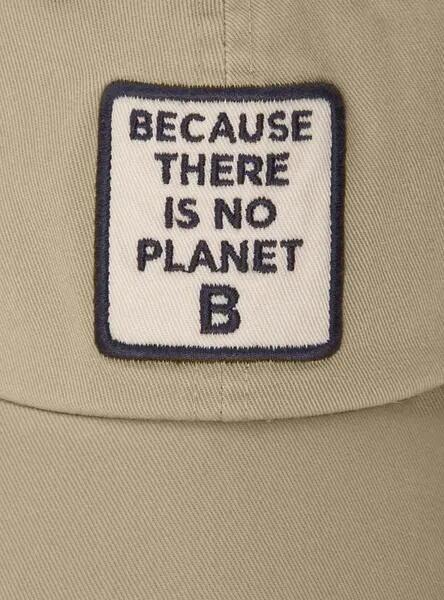 BECAUSE
THERE
IS NO
PLANET
B